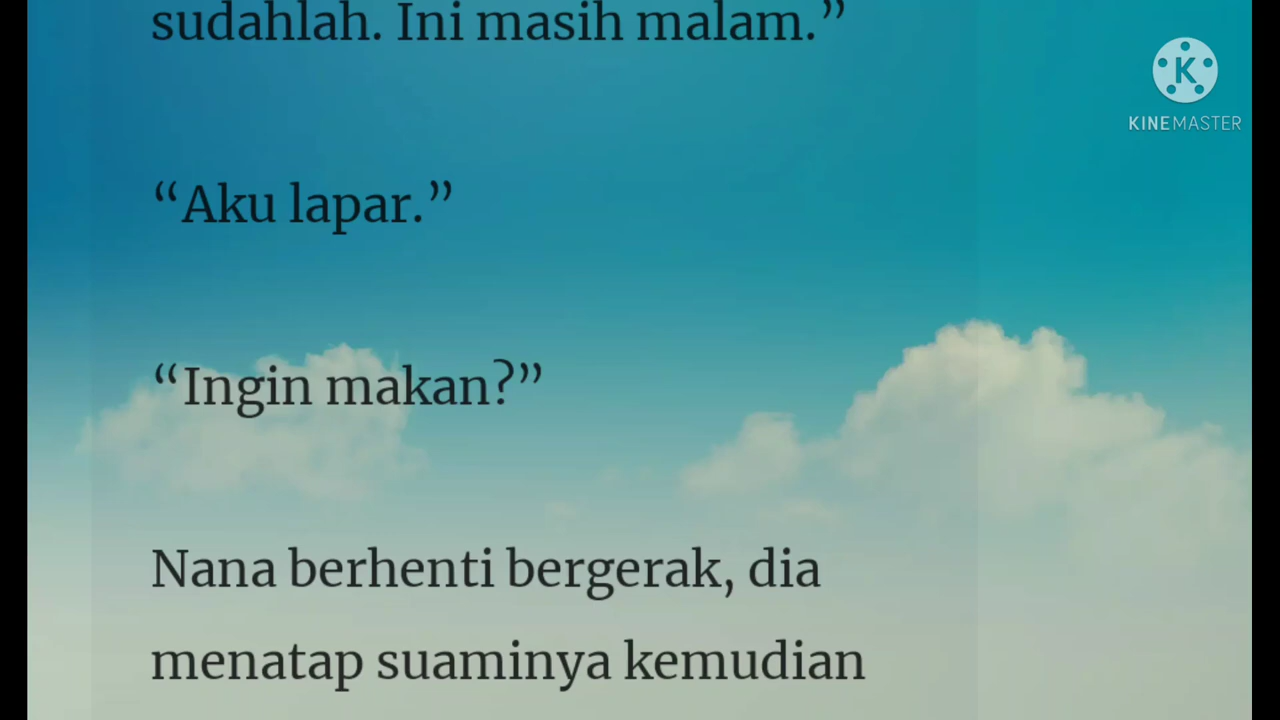 sudahlah. Ini masih malam.”
K
KINEMASTER
“Aku lapar.”
“Ingin makan?”
Nana berhenti bergerak, dia
menatap suaminya kemudian